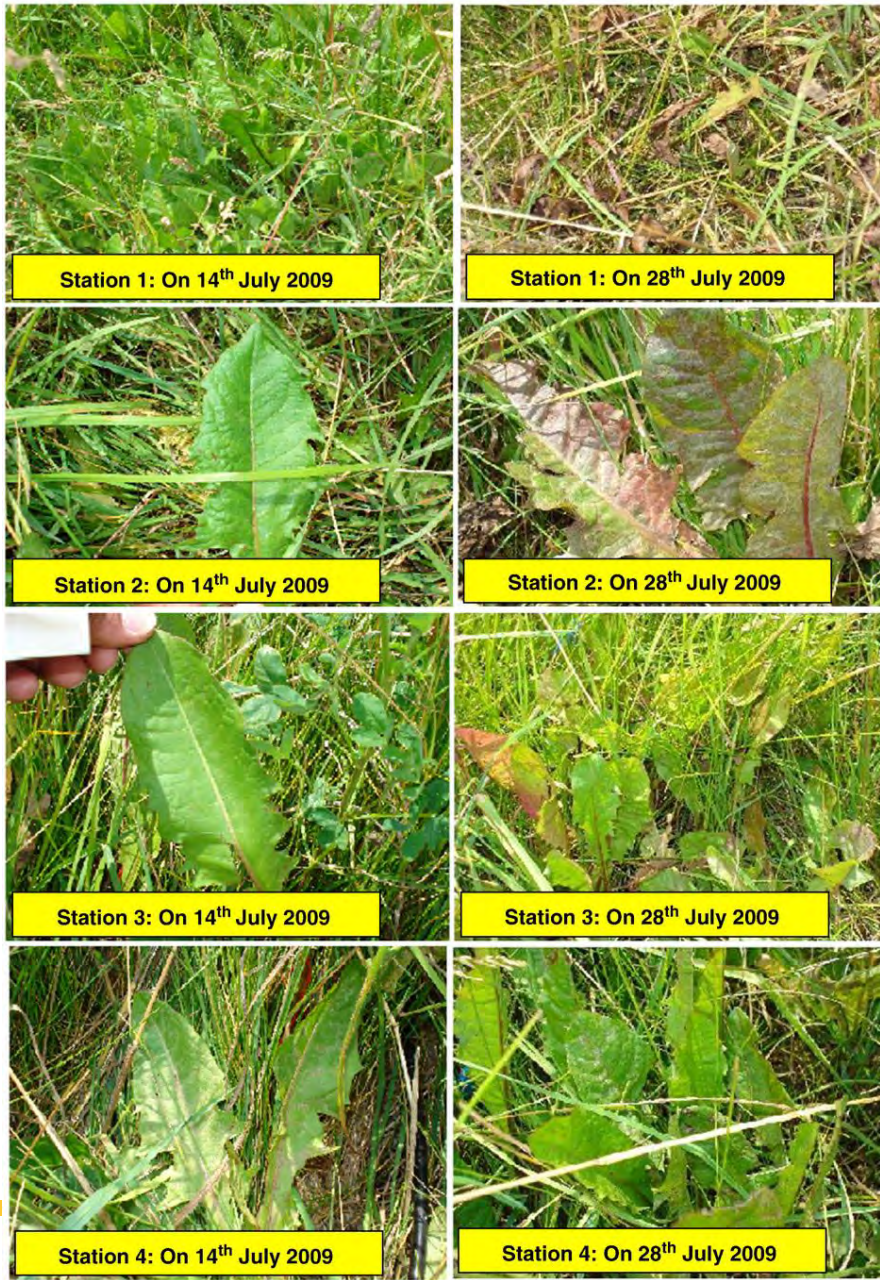 Station 1: On 14th July 2009
Station 1: On 28th July 2009
Station 2: On 14th July 2009
Station 2: On 28th July 2009
Station 3: On 14th July 2009
Station 3: On 28th July 2009
Station 4: On 14th July 2009
Station 4: On 28th July 2009